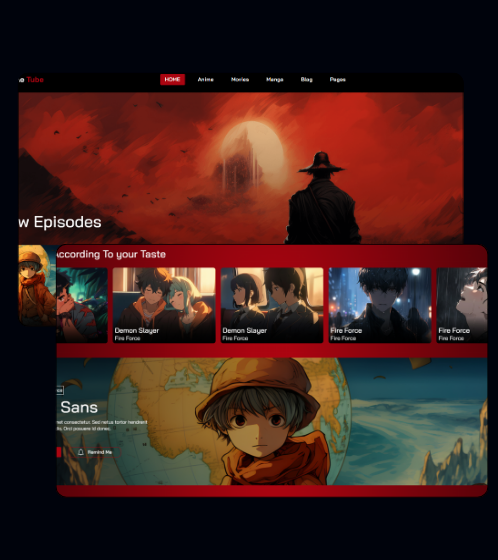 Tube
HOME Anime Movies Manga Blog Pages
w Episodes
According To your Taste
Demon Slayer
Fire Force
Demon Slayer
Fire Force
Fire Force
Fire Force
Fire Force
Fire Force
Sans
consectetur. Sed netus tortor hendrerit
Orci posuere id donec.
Remind Me